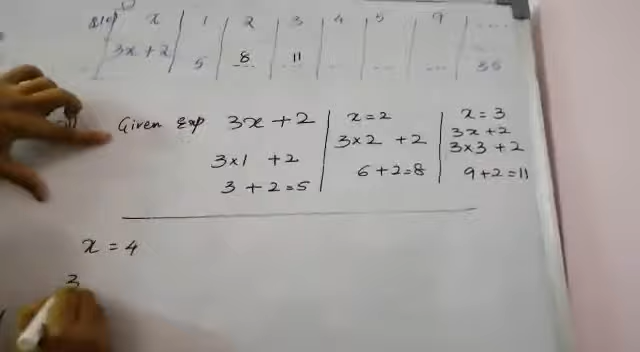 x 1 2 3 4 5 9 ....
3x + 2 5 8 11 ... ... ... 35
Given Exp 3x + 2
3x1 + 2
3 + 2 = 5
x = 2
3x2 + 2
6 + 2 = 8
x = 3
3x + 2
3x3 + 2
9 + 2 = 11
x = 4
3